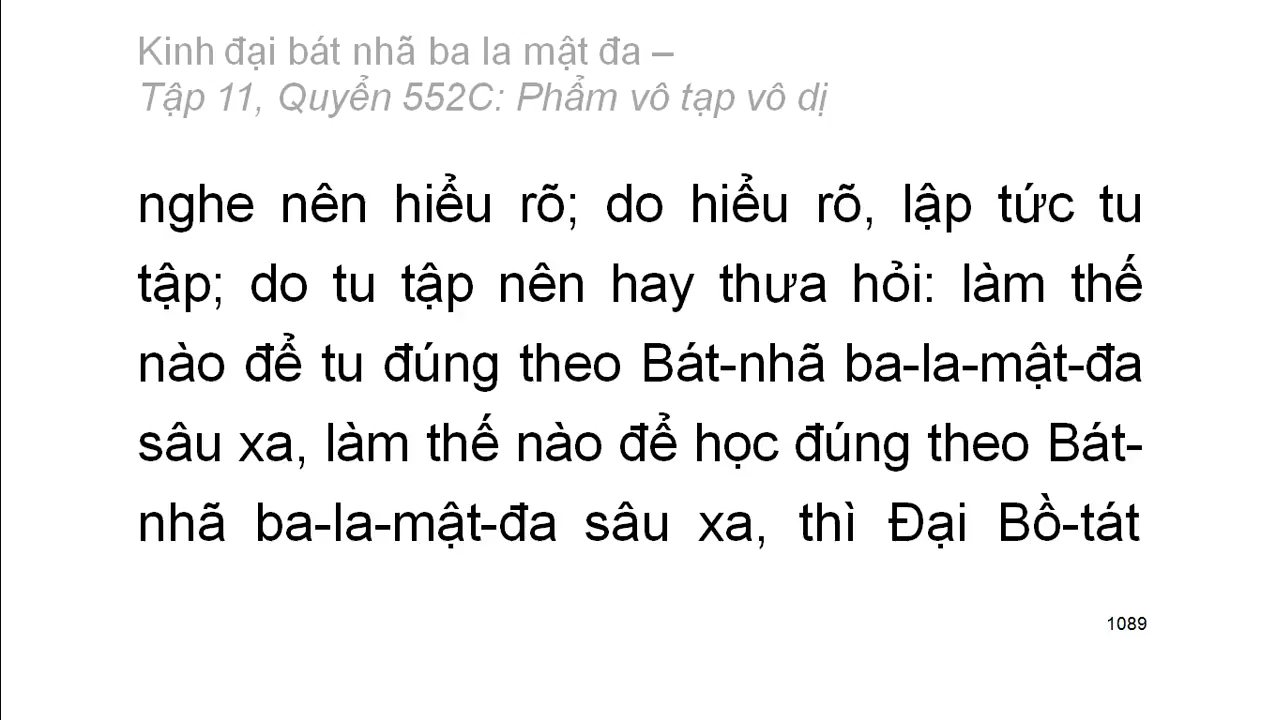 Kinh đại bát nhã ba la mật đa –
Tập 11, Quyển 552C: Phẩm vô tạp vô dị
nghe nên hiểu rõ; do hiểu rõ, lập tức tu
tập; do tu tập nên hay thưa hỏi: làm thế
nào để tu đúng theo Bát-nhã ba-la-mật-đa
sâu xa, làm thế nào để học đúng theo Bát-
nhã ba-la-mật-đa sâu xa, thì Đại Bồ-tát
1089